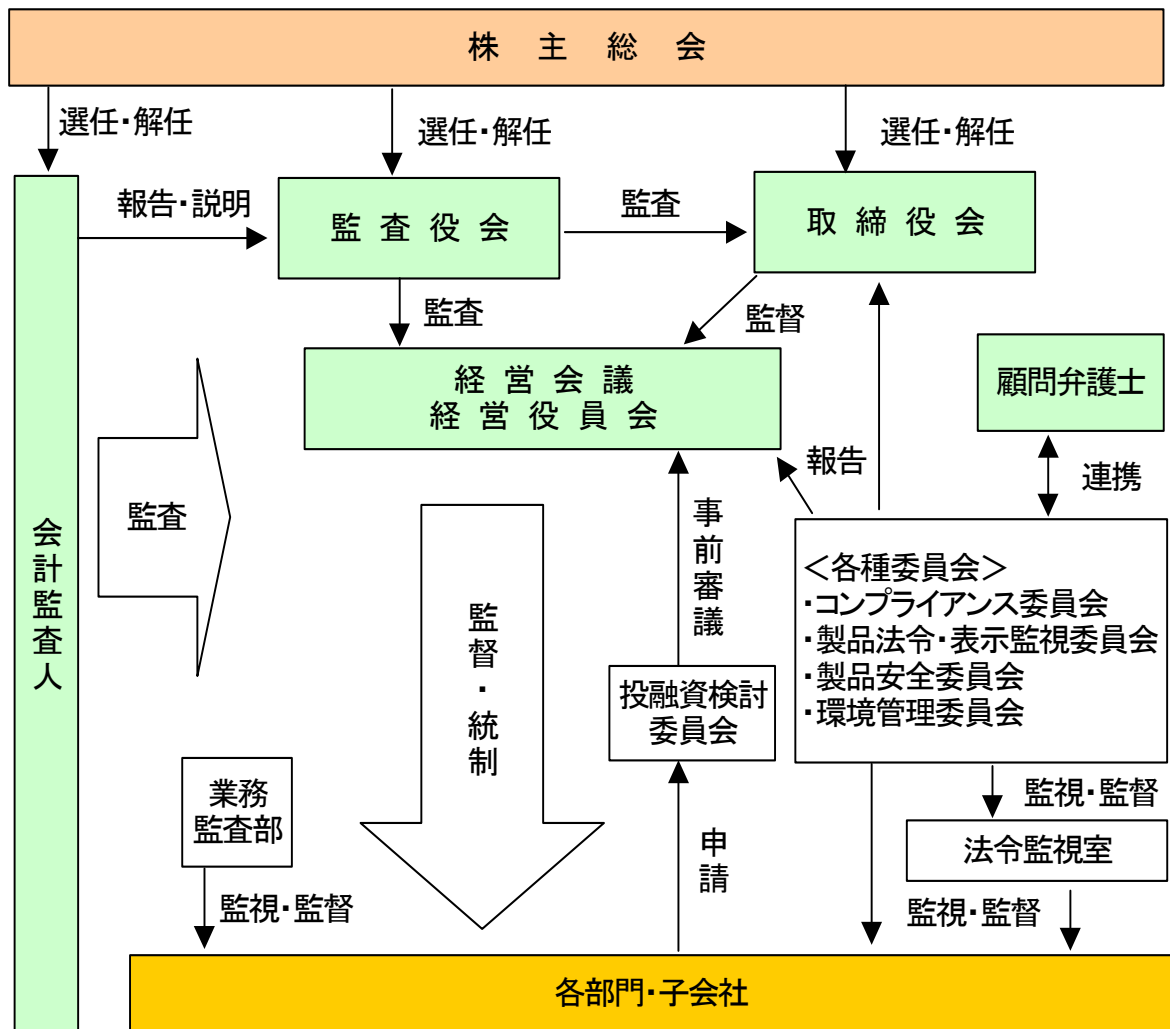 株主総会
選任・解任
選任・解任
選任・解任
報告・説明
監査役会
監査
取締役会
監査
監督
経営会議
経営役員会
顧問弁護士
報告
連携
監査
会計監査人
事前審議
<各種委員会>
・コンプライアンス委員会
・製品法令・表示監視委員会
・製品安全委員会
・環境管理委員会
監督・統制
投融資検討
委員会
業務
監査部
監視・監督
法令監視室
申請
監視・監督
監視・監督
各部門・子会社